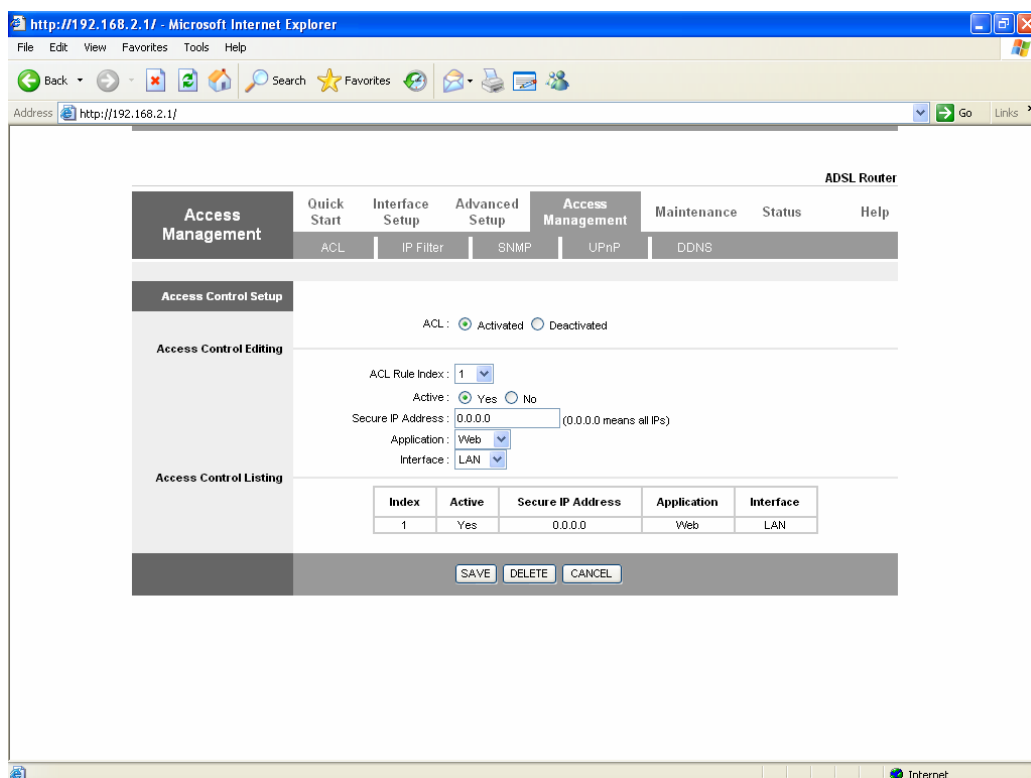 http://192.168.2.1/ - Microsoft Internet Explorer
File Edit View Favorites Tools Help
Back Search Favorites
Address http://192.168.2.1/ Go Links
ADSL Router
Access Management
Quick Start Interface Setup Advanced Setup Access Management Maintenance Status Help
ACL IP Filter SNMP UPnP DDNS
Access Control Setup
ACL : Activated Deactivated
Access Control Editing
ACL Rule Index : 1
Active : Yes No
Secure IP Address : 0.0.0.0 (0.0.0.0 means all IPs)
Application : Web
Interface : LAN
Access Control Listing
Index Active Secure IP Address Application Interface
1 Yes 0.0.0.0 Web LAN
SAVE DELETE CANCEL
Internet